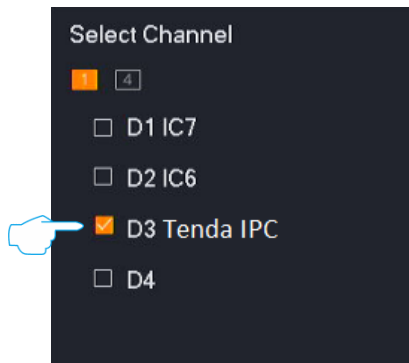 Select Channel
1 4
D1 IC7
D2 IC6
D3 Tenda IPC
D4